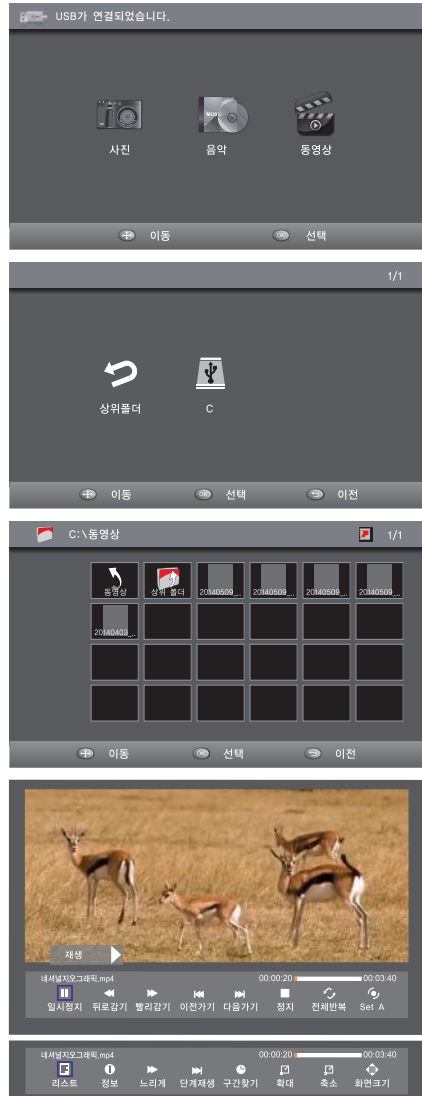 USB가 연결되었습니다.
MUSIC
사진 음악 동영상
이동 OK 선택
1/1
상위폴더 C
이동 OK 선택 이전
C:\동영상 1/1
동영상 상위 폴더 20140509_... 20140509_... 20140509_... 20140509_...
20140403_...
이동 OK 선택 이전
재생
네셔널지오그래픽.mp4 00:00:20 00:03:40
일시정지 뒤로감기 빨리감기 이전가기 다음가기 정지 전체반복 Set A
네셔널지오그래픽.mp4 00:00:20 00:03:40
리스트 정보 느리게 단계재생 구간찾기 확대 축소 화면크기